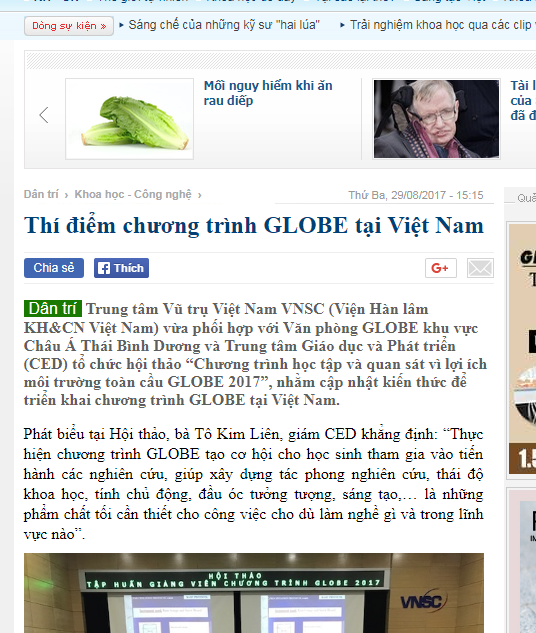 Dòng sự kiện » Sáng chế của những kỹ sư "hai lúa" Trải nghiệm khoa học qua các clip
Mối nguy hiểm khi ăn
rau diếp
Tài l
của
đã đ
Dân trí › Khoa học - Công nghệ ›
Thứ Ba, 29/08/2017 - 15:15
Thí điểm chương trình GLOBE tại Việt Nam
Chia sẻ Thích G+
Dân trí Trung tâm Vũ trụ Việt Nam VNSC (Viện Hàn lâm
KH&CN Việt Nam) vừa phối hợp với Văn phòng GLOBE khu vực
Châu Á Thái Bình Dương và Trung tâm Giáo dục và Phát triển
(CED) tổ chức hội thảo “Chương trình học tập và quan sát vì lợi ích
môi trường toàn cầu GLOBE 2017”, nhằm cập nhật kiến thức để
triển khai chương trình GLOBE tại Việt Nam.
Phát biểu tại Hội thảo, bà Tô Kim Liên, giám CED khẳng định: “Thực
hiện chương trình GLOBE tạo cơ hội cho học sinh tham gia vào tiến
hành các nghiên cứu, giúp xây dựng tác phong nghiên cứu, thái độ
khoa học, tính chủ động, đầu óc tưởng tượng, sáng tạo,… là những
phẩm chất tối cần thiết cho công việc cho dù làm nghề gì và trong lĩnh
vực nào”.
HỘI THẢO
TẬP HUẤN GIẢNG VIÊN CHƯƠNG TRÌNH GLOBE 2017
VNSC
1.5